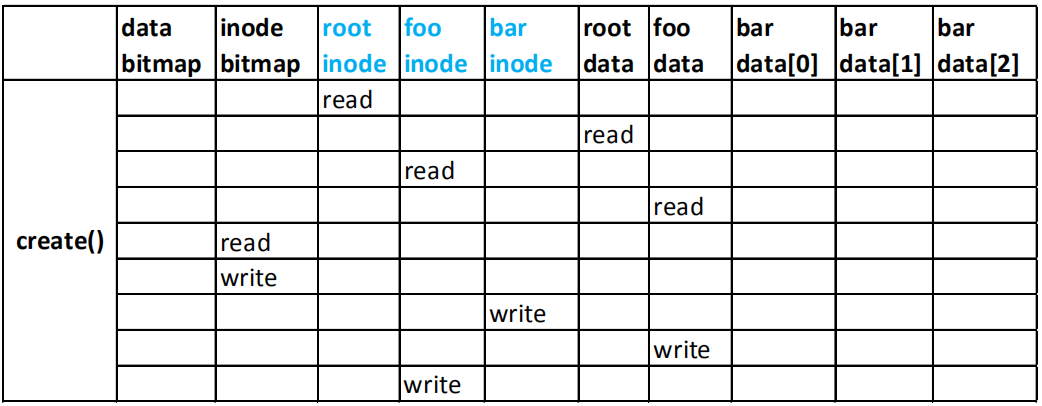 data inode root foo bar root foo bar bar bar
bitmap bitmap inode inode inode data data data[0] data[1] data[2]
read
read
read
read
create() read
write
write
write
write